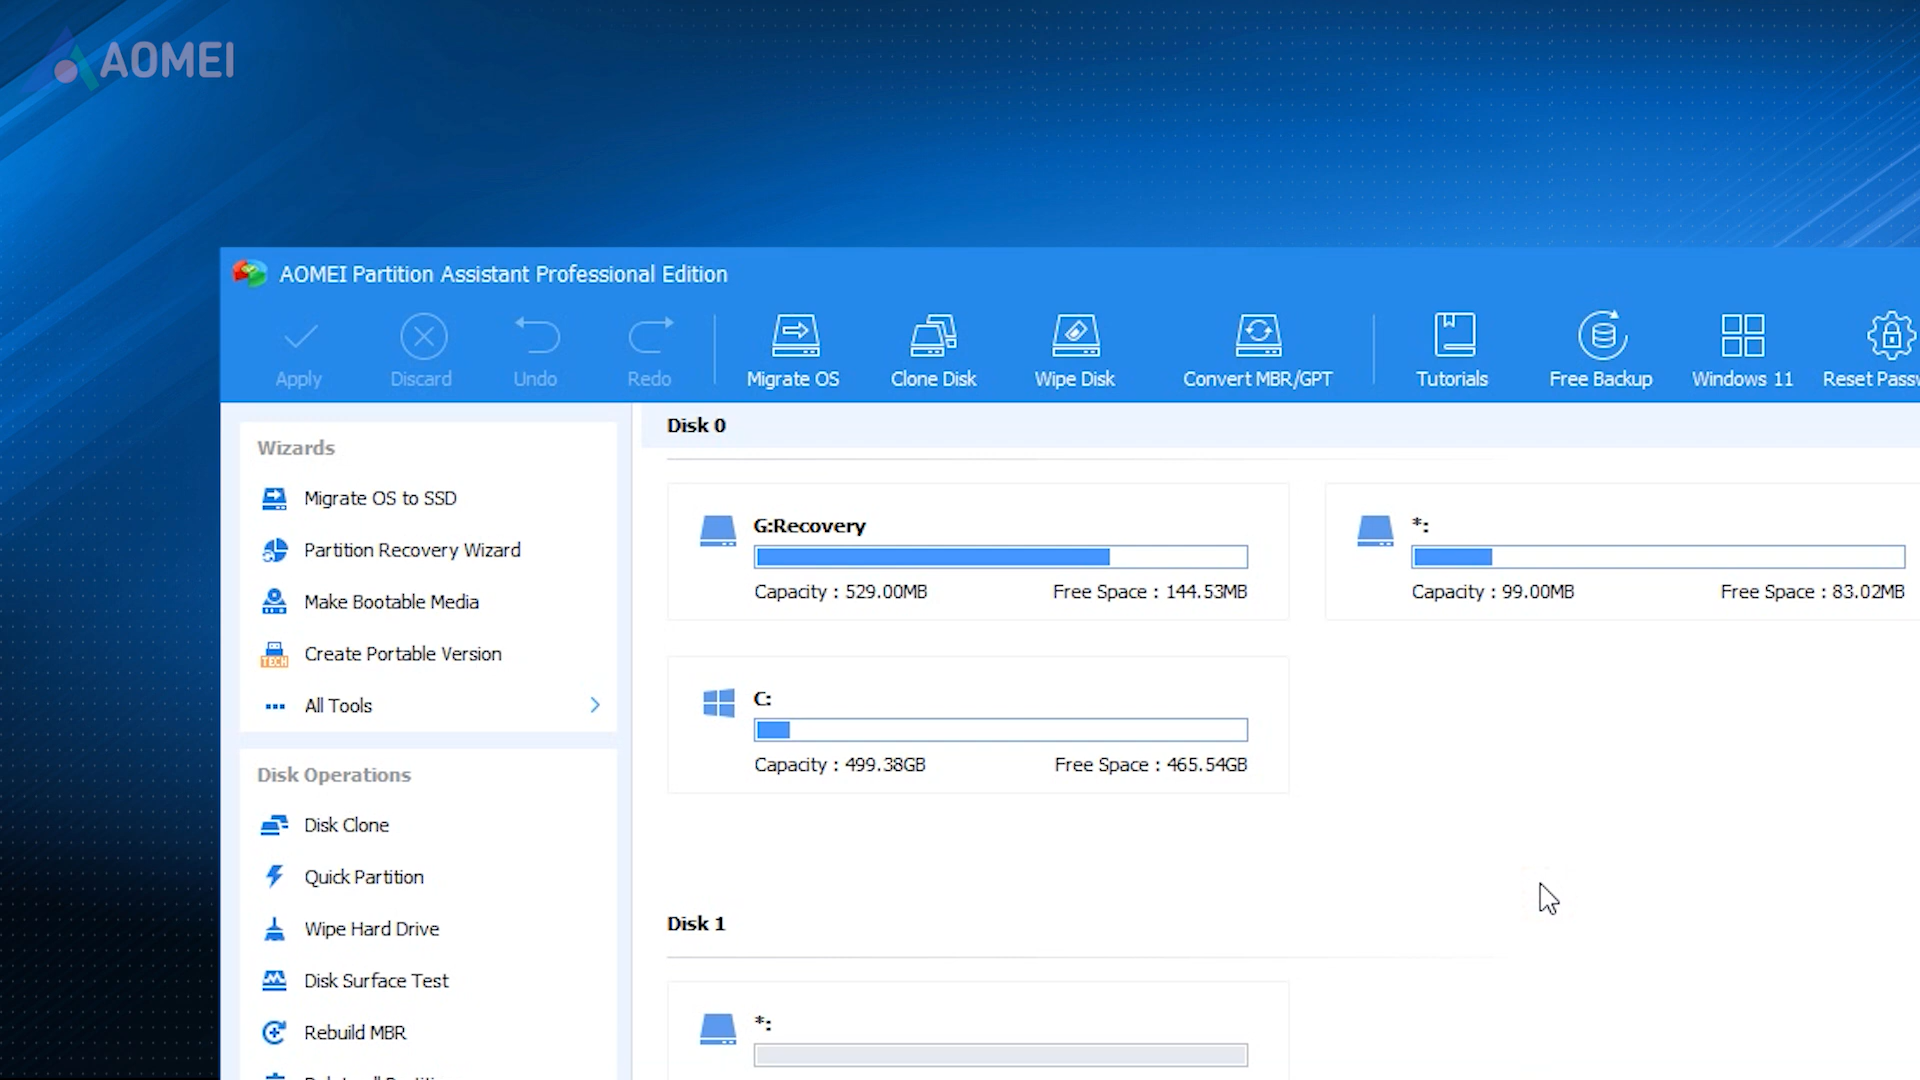 AOMEI
AOMEI Partition Assistant Professional Edition
Apply
Discard
Undo
Redo
Migrate OS
Clone Disk
Wipe Disk
Convert MBR/GPT
Tutorials
Free Backup
Windows 11
Reset Passw
Wizards
Migrate OS to SSD
Partition Recovery Wizard
Make Bootable Media
TECH
Create Portable Version
All Tools
Disk Operations
Disk Clone
Quick Partition
Wipe Hard Drive
Disk Surface Test
Rebuild MBR
Disk 0
G:Recovery
Capacity : 529.00MB
Free Space : 144.53MB
*:
Capacity : 99.00MB
Free Space : 83.02MB
C:
Capacity : 499.38GB
Free Space : 465.54GB
Disk 1
*: